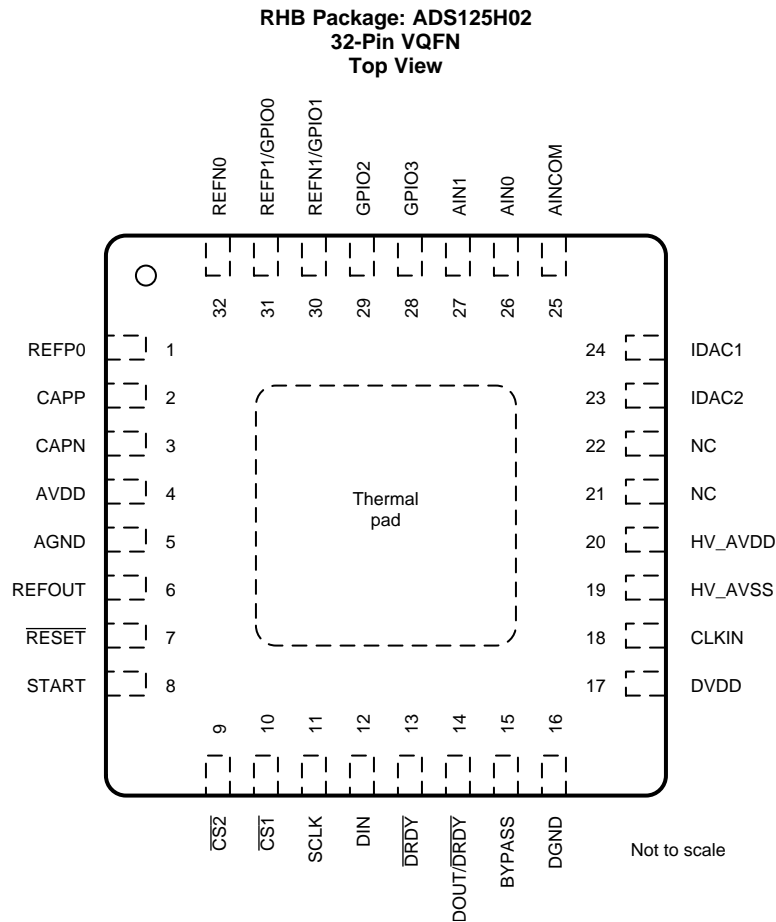 RHB Package: ADS125H02
32-Pin VQFN
Top View
REFN0
REFP1/GPIO0
REFN1/GPIO1
GPIO2
GPIO3
AIN1
AIN0
AINCOM
32
31
30
29
28
27
26
25
REFP0 1
CAPP 2
CAPN 3
AVDD 4
AGND 5
REFOUT 6
RESET 7
START 8
24 IDAC1
23 IDAC2
22 NC
21 NC
20 HV_AVDD
19 HV_AVSS
18 CLKIN
17 DVDD
Thermal
pad
9
10
11
12
13
14
15
16
CS2
CS1
SCLK
DIN
DRDY
DOUT/DRDY
BYPASS
DGND
Not to scale